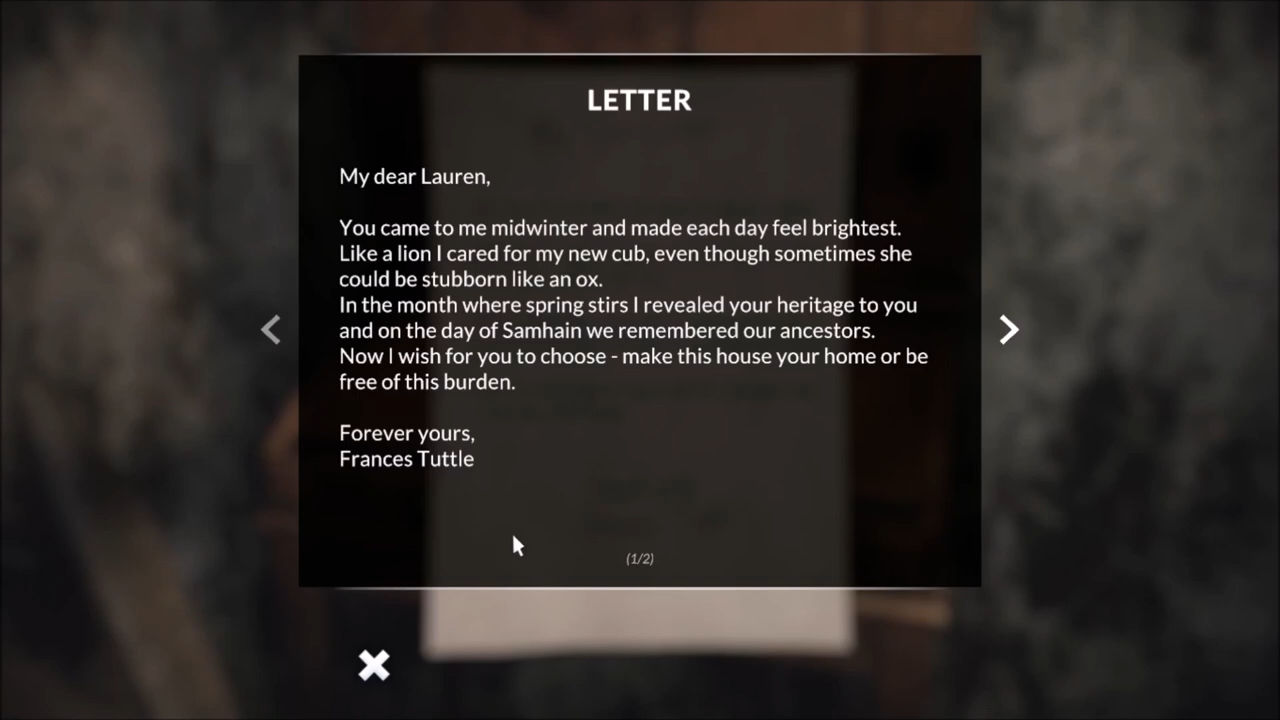 LETTER
My dear Lauren,
You came to me midwinter and made each day feel brightest.
Like a lion I cared for my new cub, even though sometimes she
could be stubborn like an ox.
In the month where spring stirs I revealed your heritage to you
and on the day of Samhain we remembered our ancestors.
Now I wish for you to choose - make this house your home or be
free of this burden.
Forever yours,
Frances Tuttle
(1/2)